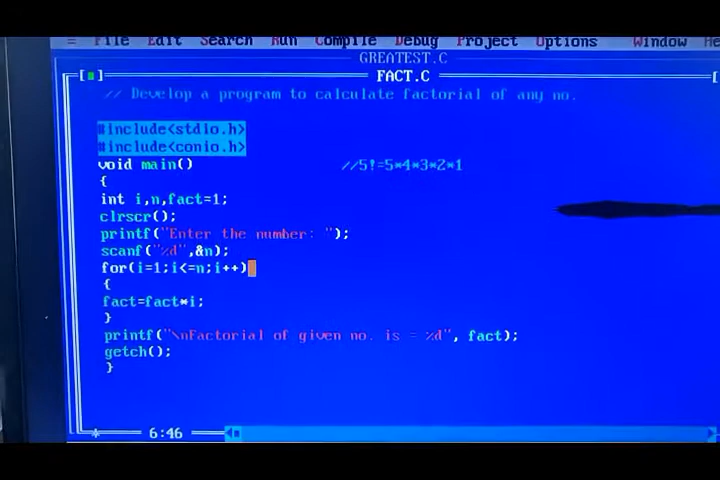 ≡ File Edit Search Run Compile Debug Project Options Window He
GREATEST.C
[■] FACT.C [
// Develop a program to calculate factorial of any no.
#include<stdio.h>
#include<conio.h>
void main() //5!=5*4*3*2*1
{
int i,n,fact=1;
clrscr();
printf("Enter the number: ");
scanf("%d",&n);
for(i=1;i<=n;i++)
{
fact=fact*i;
}
printf("\nFactorial of given no. is = %d", fact);
getch();
}
* 6:46